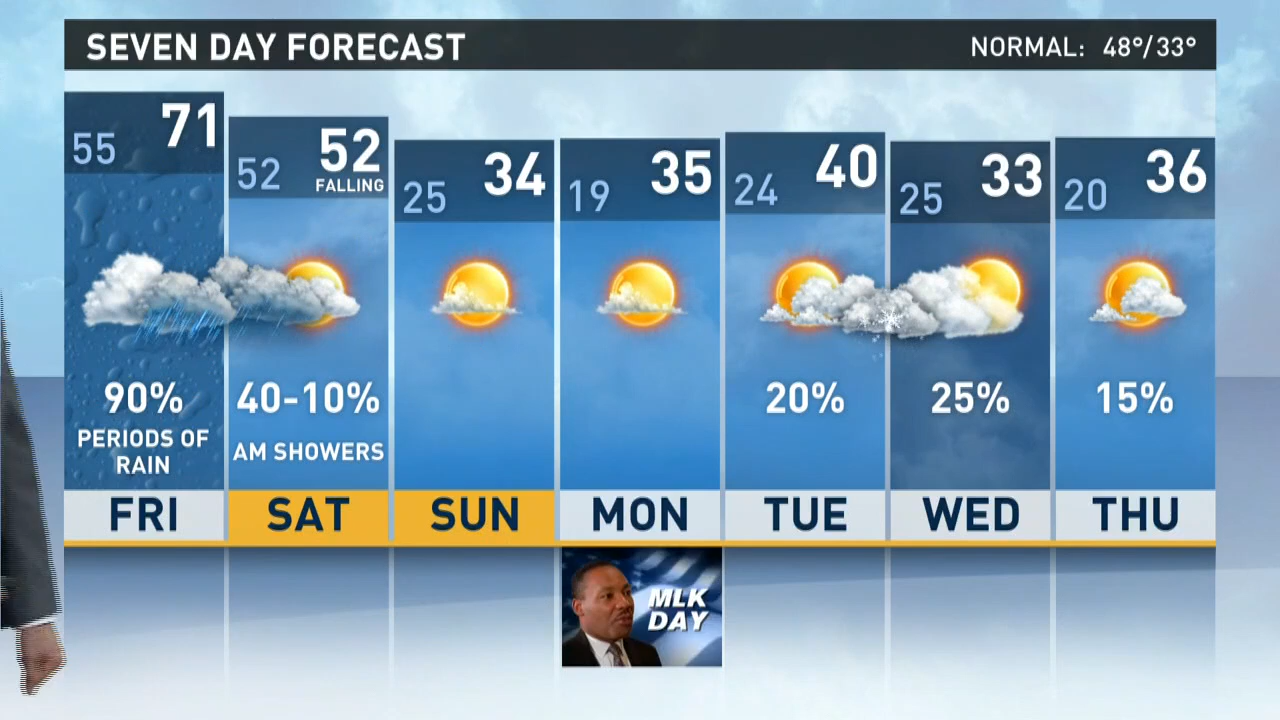 SEVEN DAY FORECAST
NORMAL: 48°/33°
55 71
52 52
FALLING
25 34
19 35
24 40
25 33
20 36
90%
PERIODS OF
RAIN
40-10%
AM SHOWERS
20%
25%
15%
FRI SAT SUN MON TUE WED THU
MLK
DAY